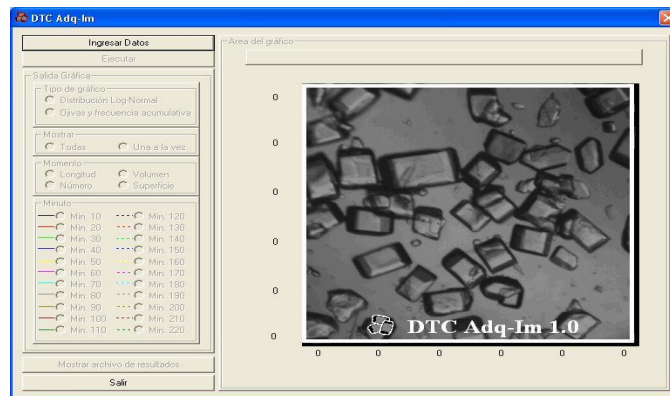 DTC Adq-Im
Ingresar Datos
Ejecutar
Salida Gráfica
Tipo de gráfico
Distribución Log-Normal
Ojivas y frecuencia acumulativa
Mostrar
Todas Una a la vez
Momento
Longitud Volumen
Número Superficie
Minuto
Min. 10 Min. 120
Min. 20 Min. 130
Min. 30 Min. 140
Min. 40 Min. 150
Min. 50 Min. 160
Min. 60 Min. 170
Min. 70 Min. 180
Min. 80 Min. 190
Min. 90 Min. 200
Min. 100 Min. 210
Min. 110 Min. 220
Mostrar archivo de resultados
Salir
Area del gráfico
0
0
0
0
0
0
DTC Adq-Im 1.0
0 0 0 0 0 0